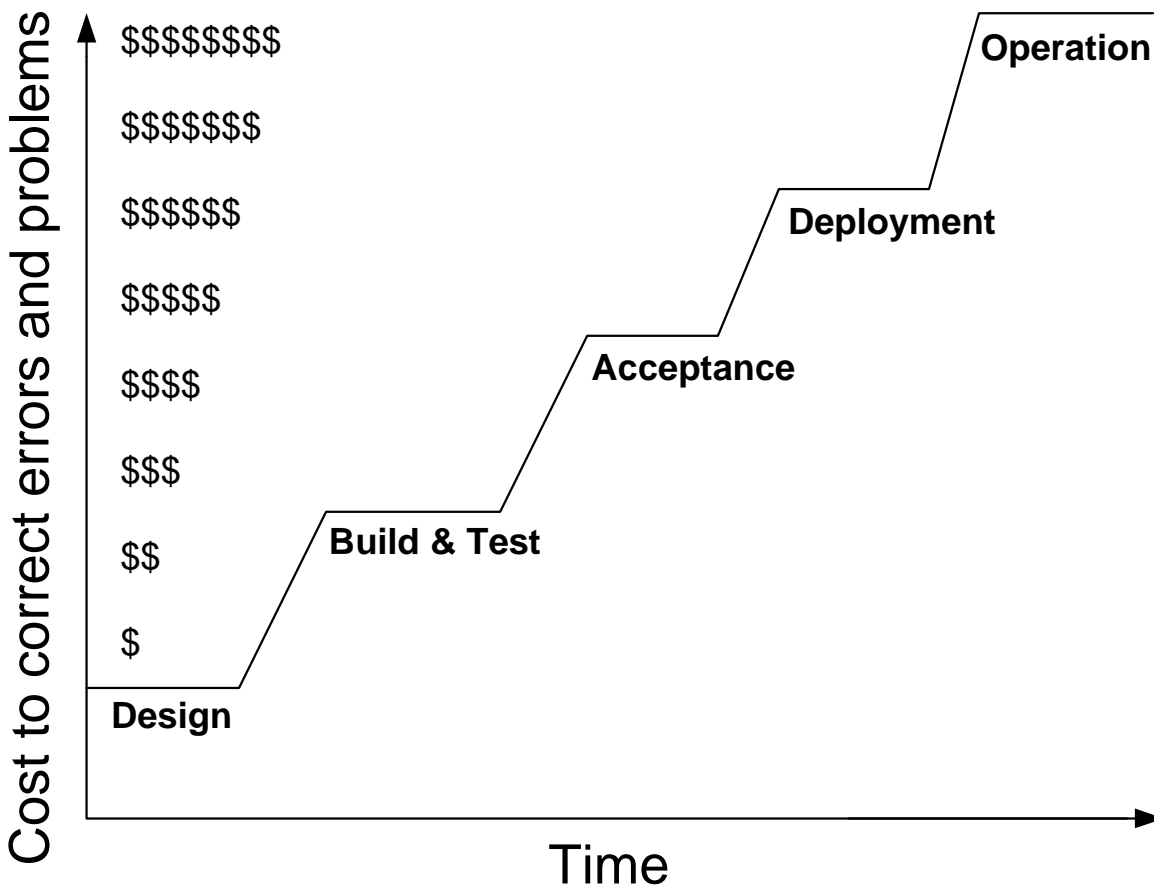 Cost to correct errors and problems
$$$$$$$$
$$$$$$$
$$$$$$
$$$$$
$$$$
$$$
$$
$
Operation
Deployment
Acceptance
Build & Test
Design
Time